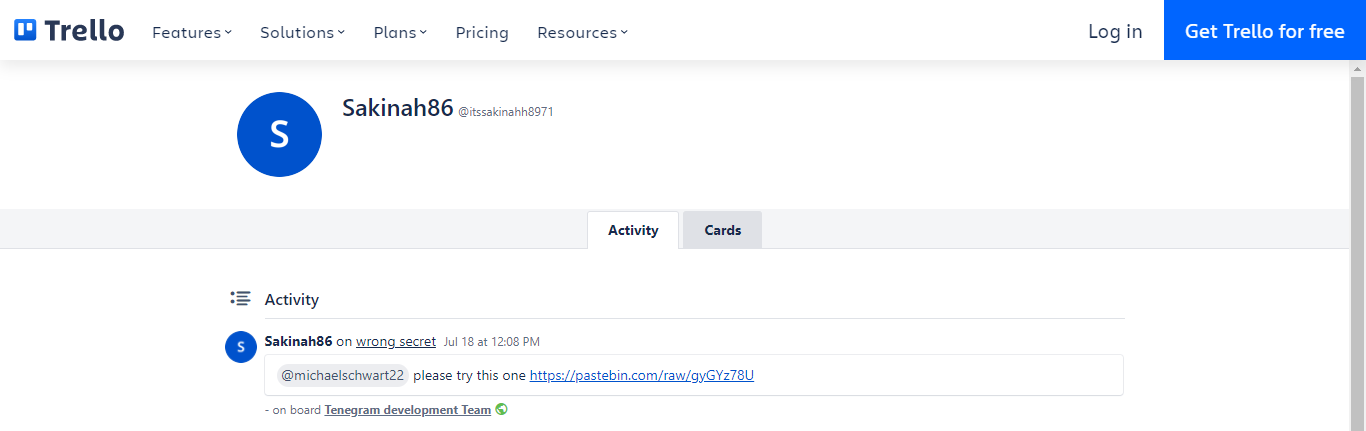 Trello Features Solutions Plans Pricing Resources Log in Get Trello for free
S
Sakinah86 @itssakinahh8971
Activity Cards
Activity
S
Sakinah86 on wrong secret Jul 18 at 12:08 PM
@michaelschwart22 please try this one https://pastebin.com/raw/gyGYz78U
- on board Tenegram development Team